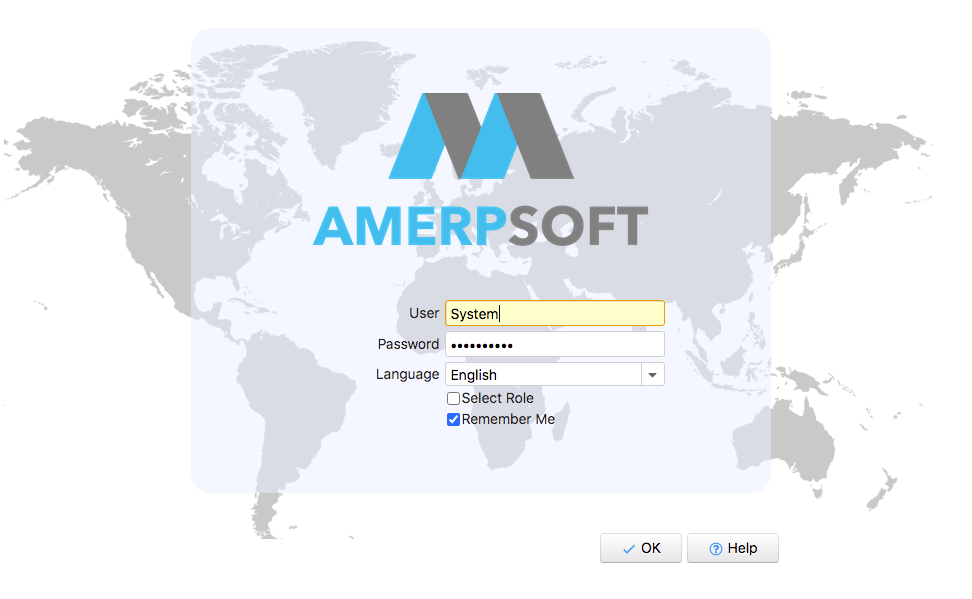 AMERPSOFT
User System
Password ••••••••••
Language English
Select Role
Remember Me
OK Help